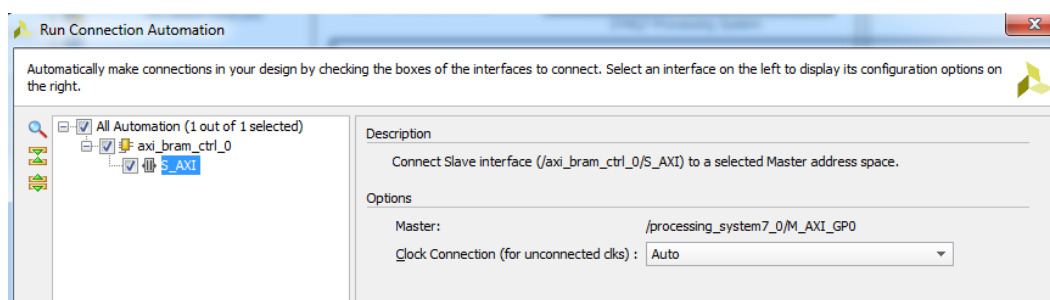 Run Connection Automation
Automatically make connections in your design by checking the boxes of the interfaces to connect. Select an interface on the left to display its configuration options on
the right.
All Automation (1 out of 1 selected)
axi_bram_ctrl_0
S_AXI
Description
Connect Slave interface (/axi_bram_ctrl_0/S_AXI) to a selected Master address space.
Options
Master: /processing_system7_0/M_AXI_GP0
Clock Connection (for unconnected clks) : Auto